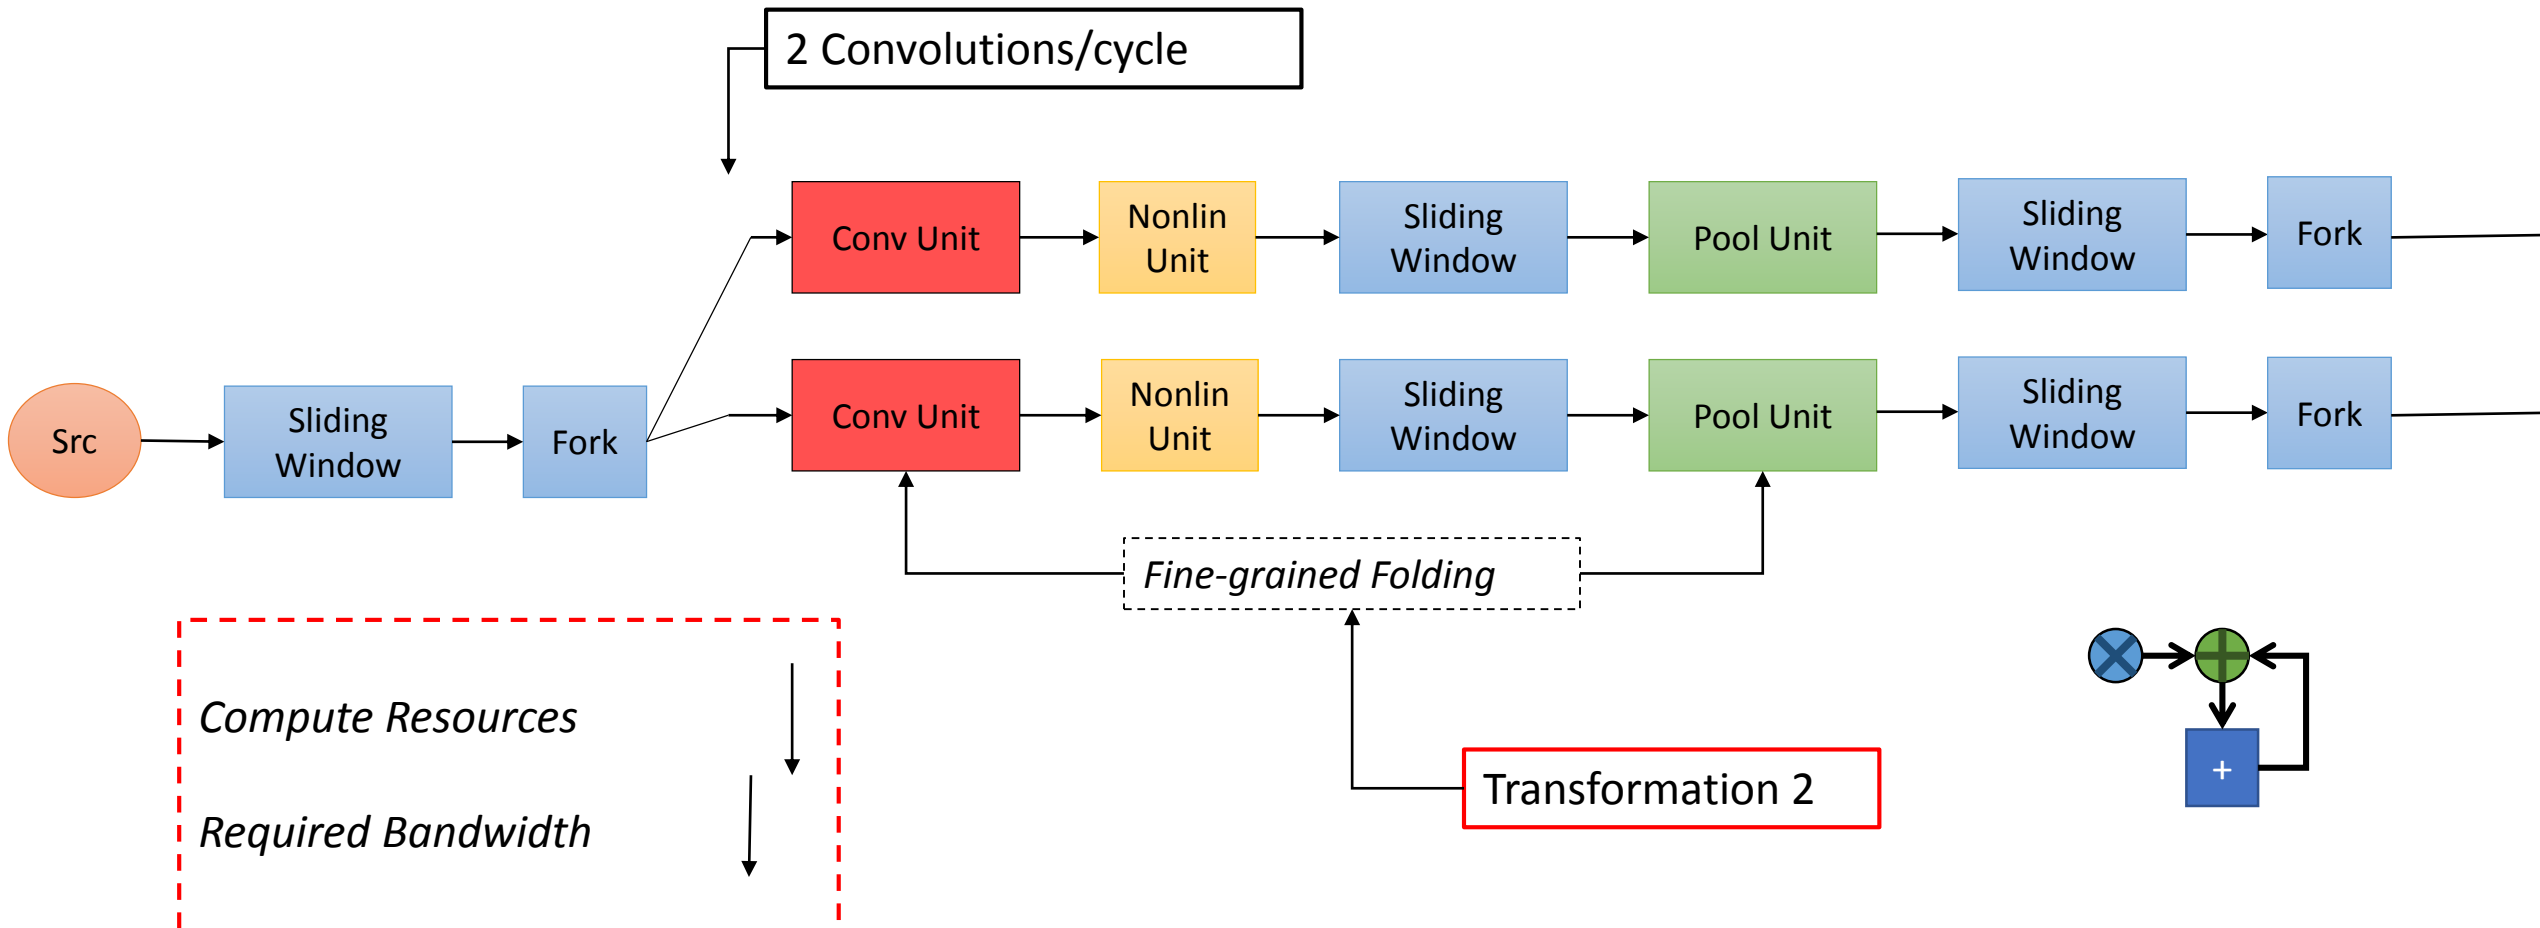 2 Convolutions/cycle
Conv Unit
Nonlin
Unit
Sliding
Window
Pool Unit
Sliding
Window
Fork
Src
Sliding
Window
Fork
Conv Unit
Nonlin
Unit
Sliding
Window
Pool Unit
Sliding
Window
Fork
Fine-grained Folding
Compute Resources
Required Bandwidth
Transformation 2
+